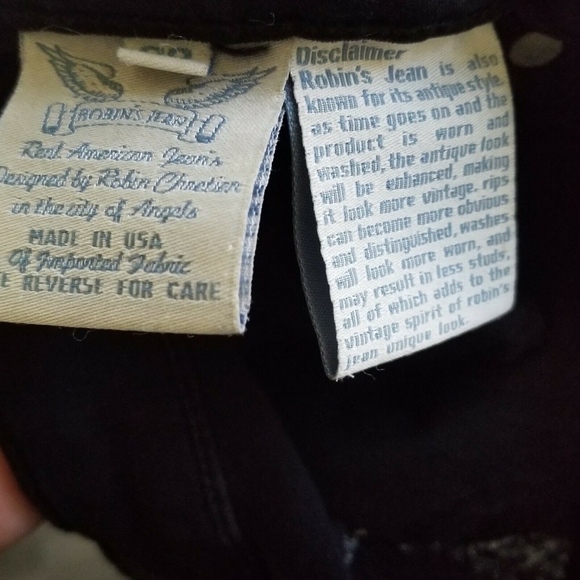 ROBIN'S JEAN
Real American Jean's
Designed by Robin Chretien
in the city of Angels
MADE IN USA
Of Imported Fabric
E REVERSE FOR CARE
Disclaimer
Robin's Jean is also
known for its antique style.
as time goes on and the
product is worn and
washed, the antique look
will be enhanced, making
it look more vintage. rips
can become more obvious
and distinguished, washes
will look more worn, and
may result in less studs,
all of which adds to the
vintage spirit of robin's
jean unique look.